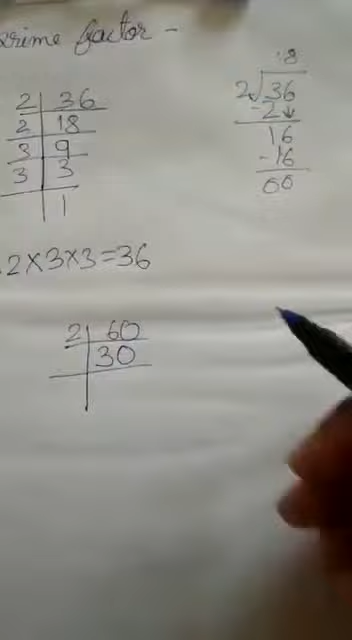 prime factor -
2 | 36
2 | 18
3 | 9
3 | 3
1
18
2√36
-2↓
16
-16
00
2×3×3=36
2 | 60
30